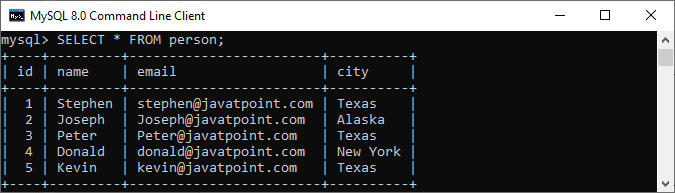 MySQL 8.0 Command Line Client
mysql> SELECT * FROM person;
+----+---------+------------------------+----------+
| id | name    | email                  | city     |
+----+---------+------------------------+----------+
|  1 | Stephen | stephen@javatpoint.com | Texas    |
|  2 | Joseph  | Joseph@javatpoint.com  | Alaska   |
|  3 | Peter   | Peter@javatpoint.com   | Texas    |
|  4 | Donald  | donald@javatpoint.com  | New York |
|  5 | Kevin   | kevin@javatpoint.com   | Texas    |
+----+---------+------------------------+----------+